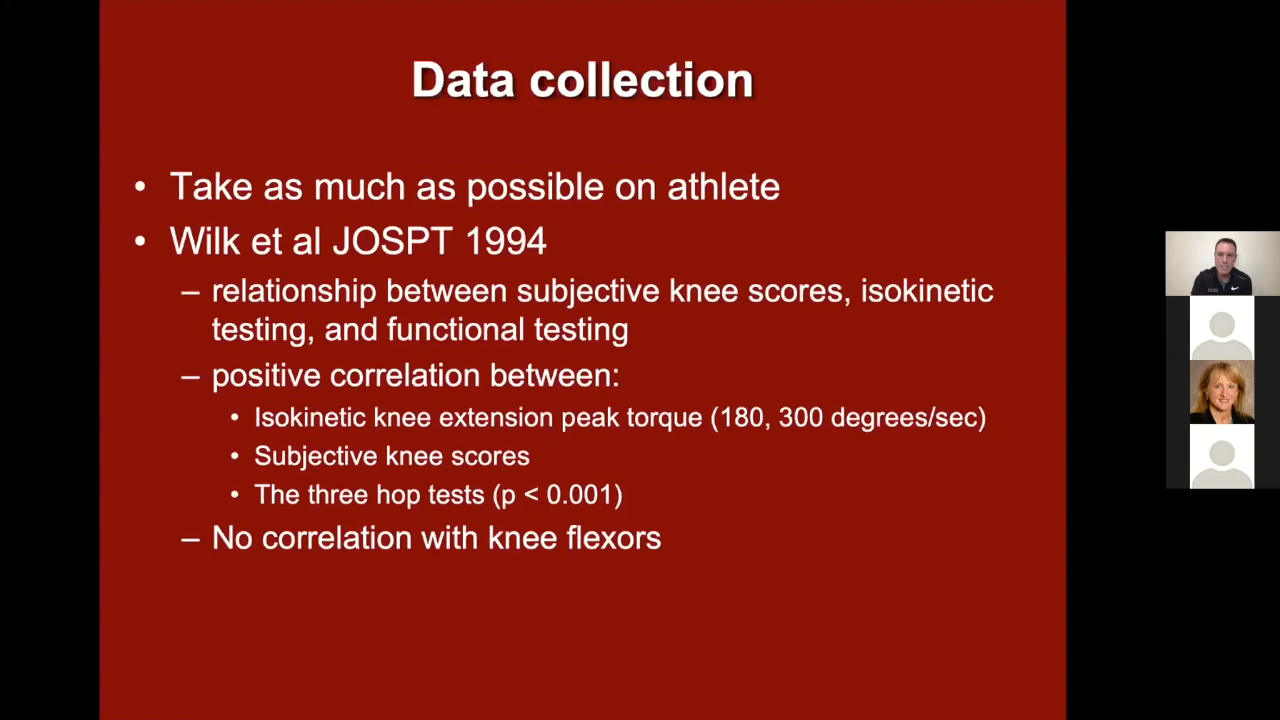 Data collection
• Take as much as possible on athlete
• Wilk et al JOSPT 1994
– relationship between subjective knee scores, isokinetic
testing, and functional testing
– positive correlation between:
• Isokinetic knee extension peak torque (180, 300 degrees/sec)
• Subjective knee scores
• The three hop tests (p < 0.001)
– No correlation with knee flexors